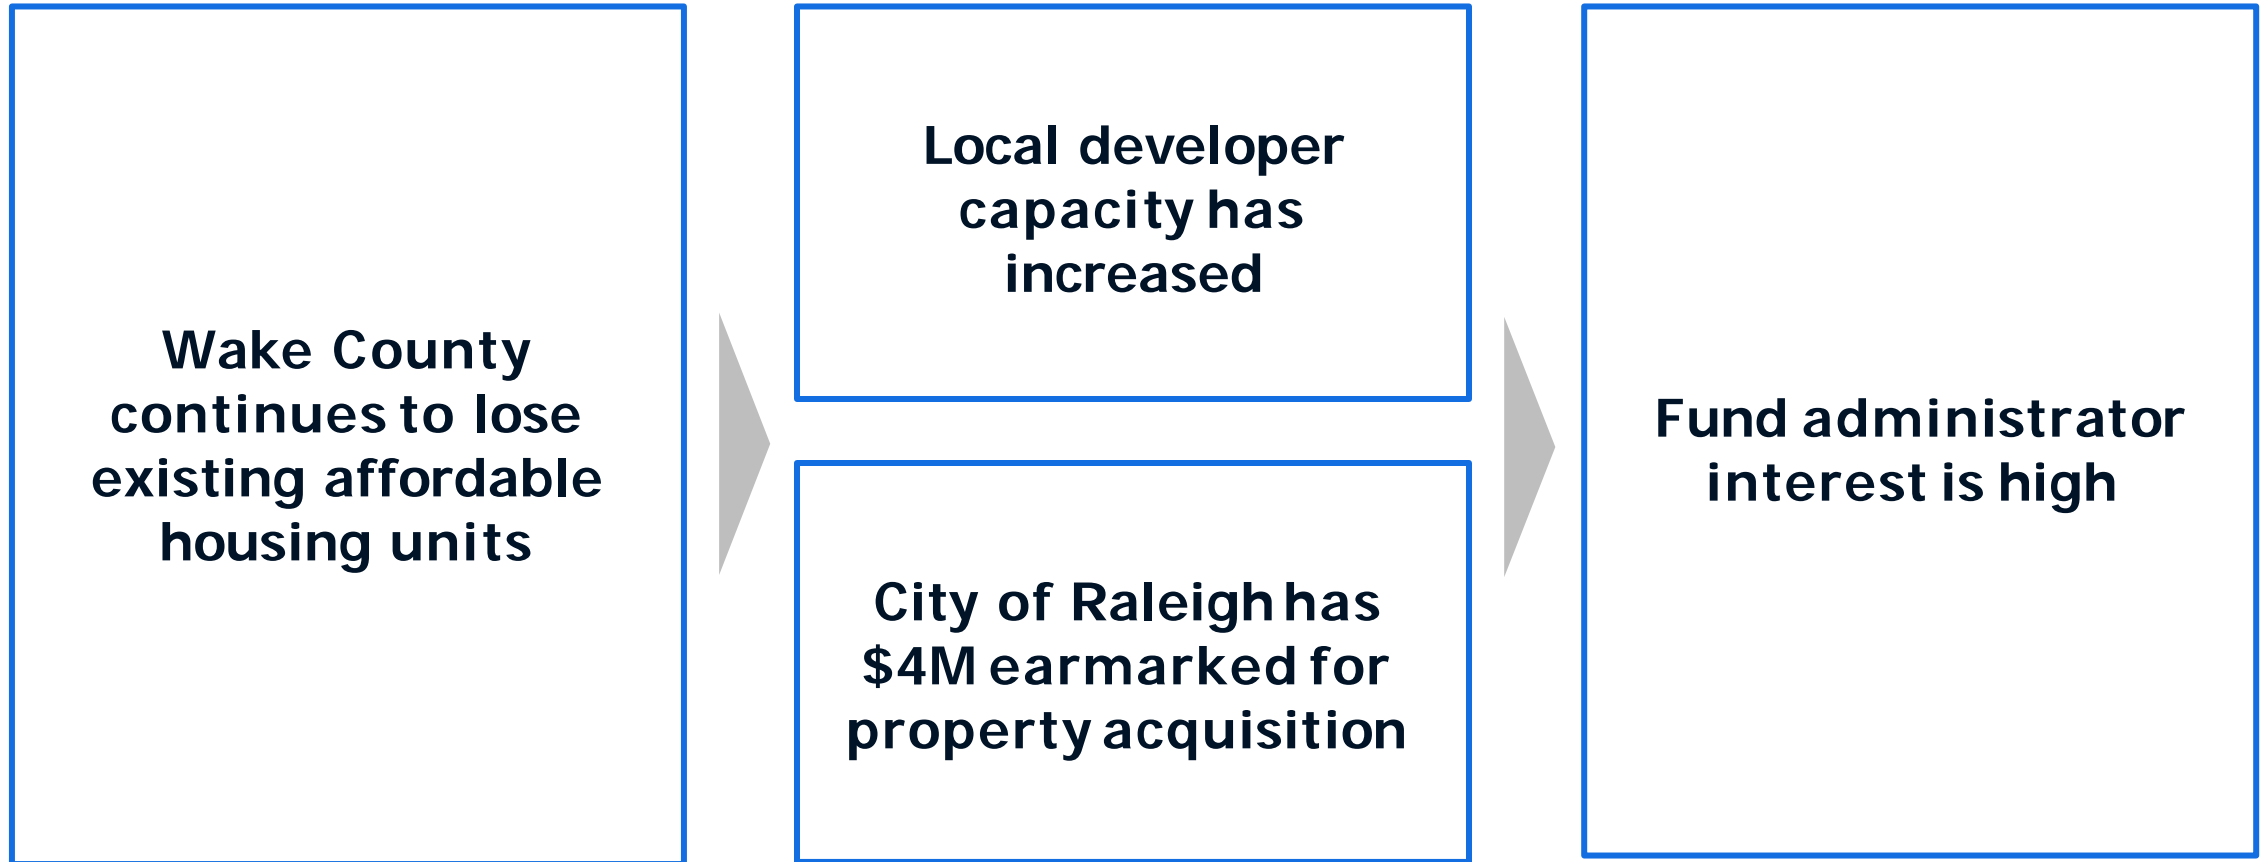 Wake County
continues to lose
existing affordable
housing units
Local developer
capacity has
increased
City of Raleigh has
$4M earmarked for
property acquisition
Fund administrator
interest is high